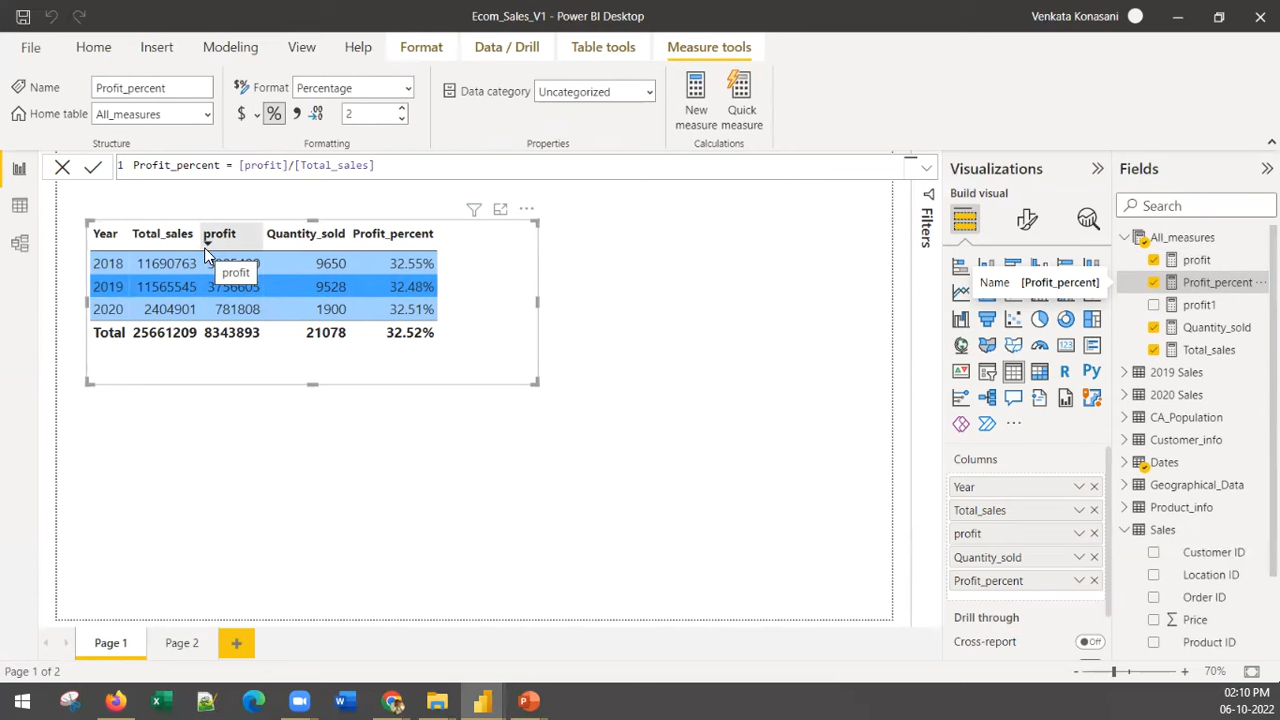 Ecom_Sales_V1 - Power BI Desktop
Venkata Konasani
File
Home
Insert
Modeling
View
Help
Format
Data / Drill
Table tools
Measure tools
Name
Profit_percent
Home table
All_measures
Structure
Format
Percentage
$
%
2
Formatting
Data category
Uncategorized
Properties
New
measure
Quick
measure
Calculations
1 Profit_percent = [profit]/[Total_sales]
Year Total_sales profit Quantity_sold Profit_percent
2018 11690763 9650 32.55%
2019 11565545 3756605 9528 32.48%
2020 2404901 781808 1900 32.51%
Total 25661209 8343893 21078 32.52%
profit
Filters
Visualizations
Build visual
Name [Profit_percent]
123
R
Py
Columns
Year
Total_sales
profit
Quantity_sold
Profit_percent
Drill through
Cross-report
Off
Fields
Search
All_measures
profit
Profit_percent
profit1
Quantity_sold
Total_sales
2019 Sales
2020 Sales
CA_Population
Customer_info
Dates
Geographical_Data
Product_info
Sales
Customer ID
Location ID
Order ID
Price
Product ID
Page 1
Page 2
Page 1 of 2
70%
02:10 PM
06-10-2022